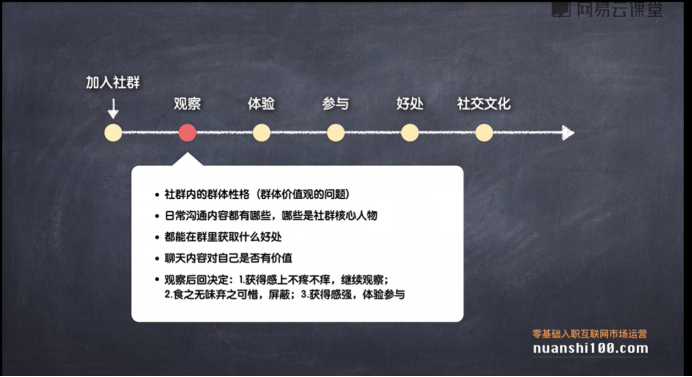 网易云课堂
加入社群
观察 体验 参与 好处 社交文化
• 社群内的群体性格（群体价值观的问题）
• 日常沟通内容都有哪些，哪些是社群核心人物
• 都能在群里获取什么好处
• 聊天内容对自己是否有价值
• 观察后回决定：1.获得感上不疼不痒，继续观察；
2.食之无味弃之可惜，屏蔽；3.获得感强，体验参与
零基础入职互联网市场运营
nuanshi100.com